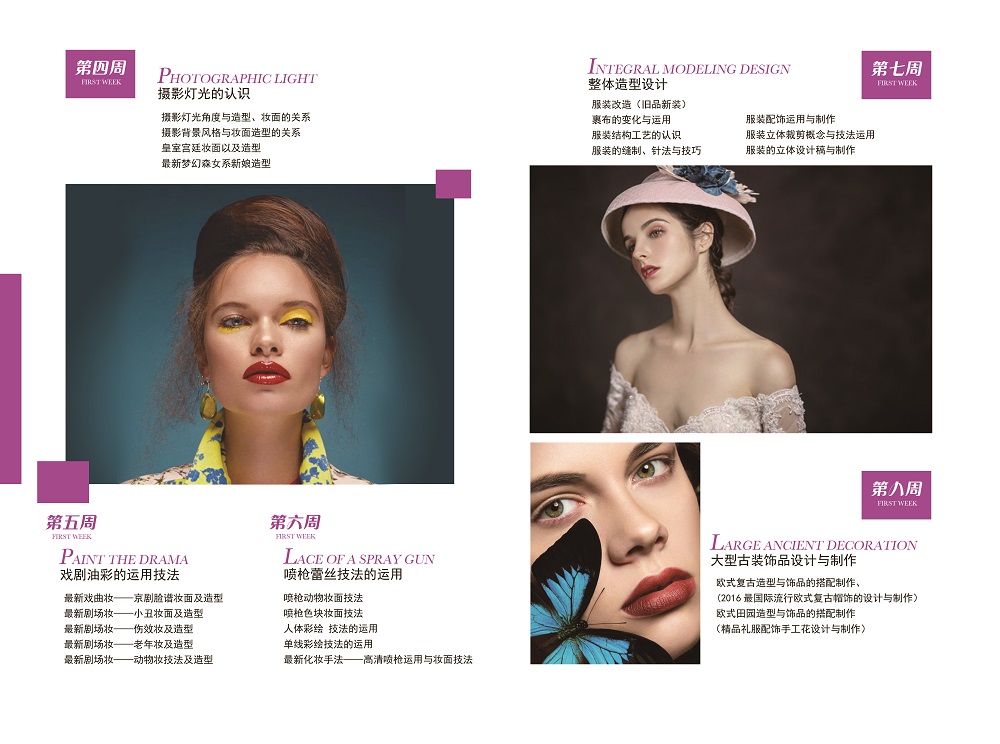 第四周
FIRST WEEK
PHOTOGRAPHIC LIGHT
摄影灯光的认识
摄影灯光角度与造型、妆面的关系
摄影背景风格与妆面造型的关系
皇室宫廷妆面以及造型
最新梦幻森女系新娘造型
第五周
FIRST WEEK
PAINT THE DRAMA
戏剧油彩的运用技法
最新戏曲妆——京剧脸谱妆面及造型
最新剧场妆——小丑妆面及造型
最新剧场妆——伤效妆及造型
最新剧场妆——老年妆及造型
最新剧场妆——动物妆技法及造型
第六周
FIRST WEEK
LACE OF A SPRAY GUN
喷枪蕾丝技法的运用
喷枪动物妆面技法
喷枪色块妆面技法
人体彩绘 技法的运用
单线彩绘技法的运用
最新化妆手法——高清喷枪运用与妆面技法
第七周
FIRST WEEK
INTEGRAL MODELING DESIGN
整体造型设计
服装改造（旧品新装）
裹布的变化与运用
服装结构工艺的认识
服装的缝制、针法与技巧
服装配饰运用与制作
服装立体裁剪概念与技法运用
服装的立体设计稿与制作
第八周
FIRST WEEK
LARGE ANCIENT DECORATION
大型古装饰品设计与制作
欧式复古造型与饰品的搭配制作、
（2016 最国际流行欧式复古帽饰的设计与制作）
欧式田园造型与饰品的搭配制作
（精品礼服配饰手工花设计与制作）